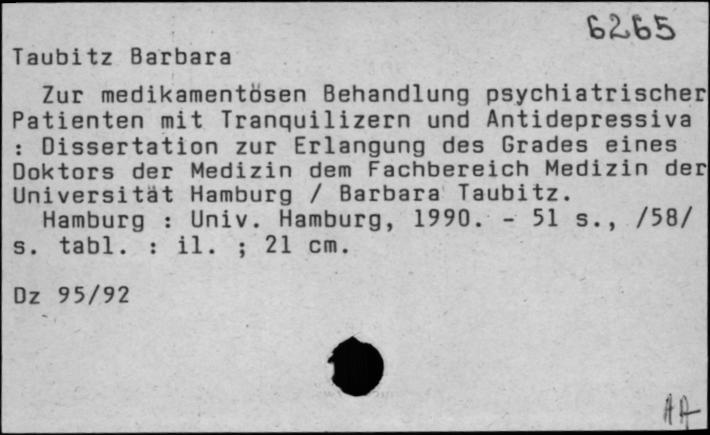 6265
Taubitz Barbara
Zur medikamentösen Behandlung psychiatrischer
Patienten mit Tranquilizern und Antidepressiva
: Dissertation zur Erlangung des Grades eines
Doktors der Medizin dem Fachbereich Medizin der
Universität Hamburg / Barbara Taubitz.
Hamburg : Univ. Hamburg, 1990. - 51 s., /58/
s. tabl. : il. ; 21 cm.
Dz 95/92
AA